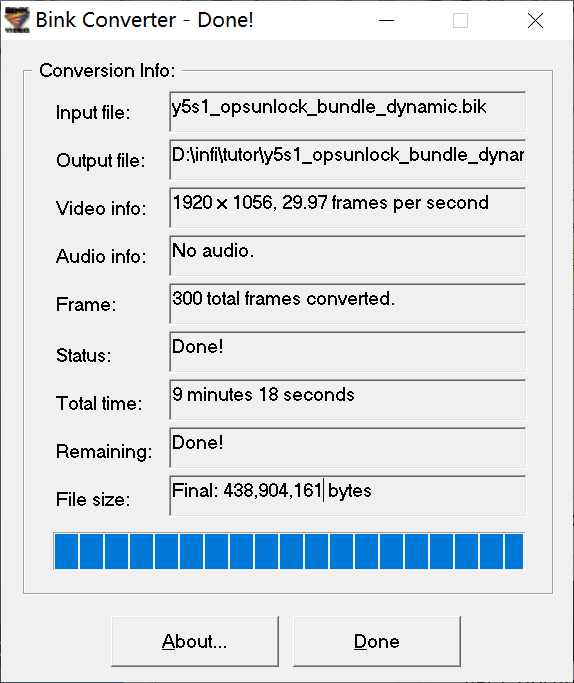 Bink Converter - Done!
Conversion Info:
Input file: y5s1_opsunlock_bundle_dynamic.bik
Output file: D:\infi\tutor\y5s1_opsunlock_bundle_dynar
Video info: 1920 x 1056, 29.97 frames per second
Audio info: No audio.
Frame: 300 total frames converted.
Status: Done!
Total time: 9 minutes 18 seconds
Remaining: Done!
File size: Final: 438,904,161 bytes
About... Done